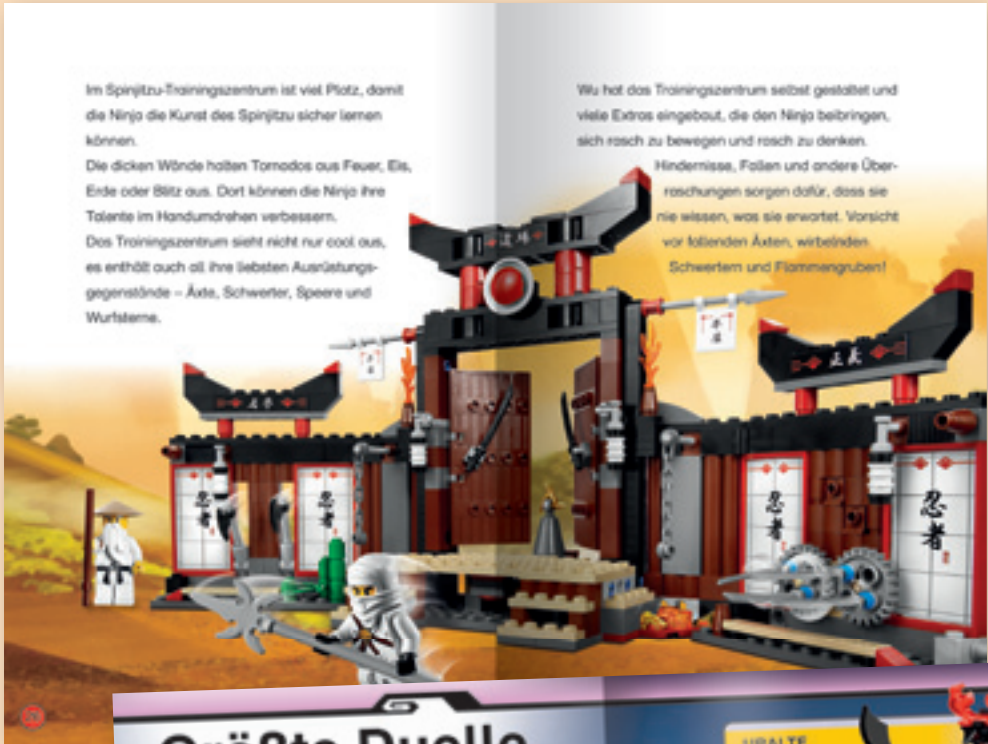 Im Spinjitzu-Trainingszentrum ist viel Platz, damit
die Ninja die Kunst des Spinjitzu sicher lernen
können.
Die dicken Wände halten Tornados aus Feuer, Eis,
Erde oder Blitz aus. Dort können die Ninja ihre
Talente im Handumdrehen verbessern.
Das Trainingszentrum sieht nicht nur cool aus,
es enthält auch all ihre liebsten Ausrüstungs-
gegenstände – Äxte, Schwerter, Speere und
Wurfsterne.
Wu hat das Trainingszentrum selbst gestaltet und
viele Extras eingebaut, die den Ninja beibringen,
sich rasch zu bewegen und rasch zu denken.
Hindernisse, Fallen und andere Über-
raschungen sorgen dafür, dass sie
nie wissen, was sie erwartet. Vorsicht
vor fallenden Äxten, wirbelnden
Schwertern und Flammengruben!
道場
忍者
忍者
忍者
忍者
Größte Duelle
URALTE